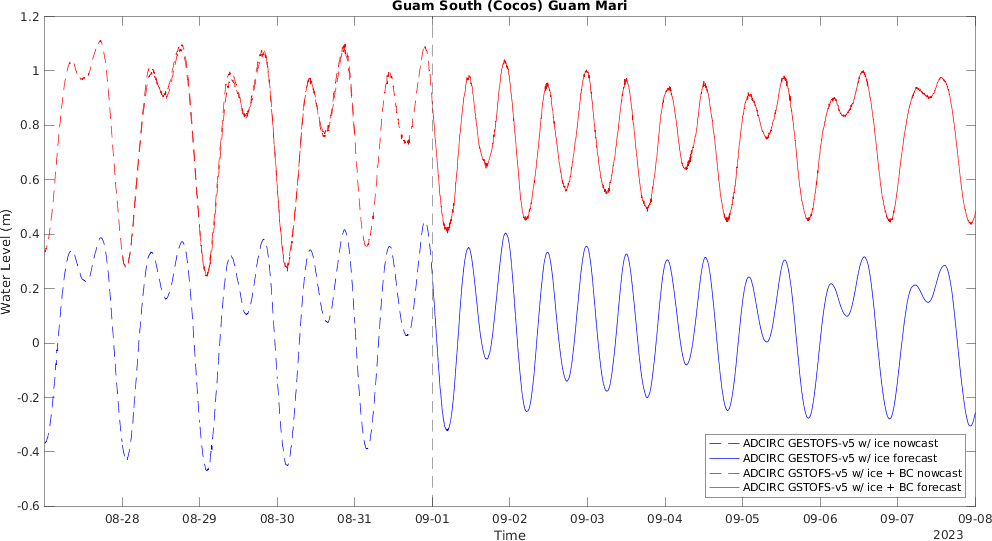 Guam South (Cocos) Guam Mari
1.2
1
0.8
0.6
0.4
0.2
0
-0.2
-0.4
-0.6
Water Level (m)
ADCIRC GESTOFS-v5 w/ ice nowcast
ADCIRC GESTOFS-v5 w/ ice forecast
ADCIRC GSTOFS-v5 w/ ice + BC nowcast
ADCIRC GSTOFS-v5 w/ ice + BC forecast
08-28 08-29 08-30 08-31 09-01 09-02 09-03 09-04 09-05 09-06 09-07 09-08
Time
2023